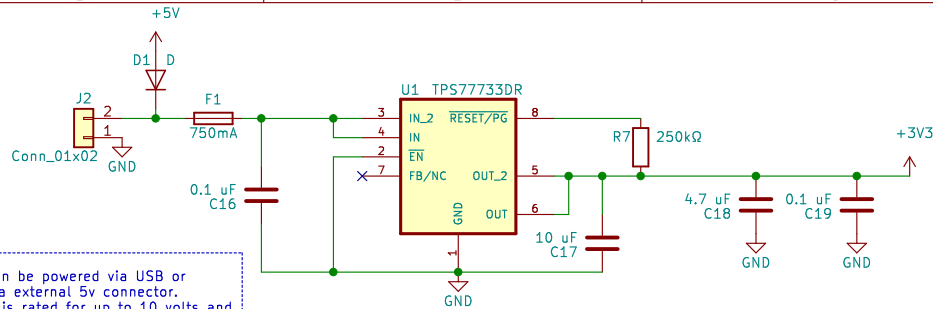 +5V
D1 D
J2
2
1
Conn_01x02
GND
F1
750mA
0.1 uF
C16
U1 TPS77733DR
3 IN_2
4 IN
2 EN
7 FB/NC
RESET/PG 8
OUT_2 5
OUT 6
GND
1
GND
R7 250kΩ
10 uF
C17
+3V3
4.7 uF
C18
GND
0.1 uF
C19
GND
n be powered via USB or
a external 5v connector.
is rated for up to 10 volts and